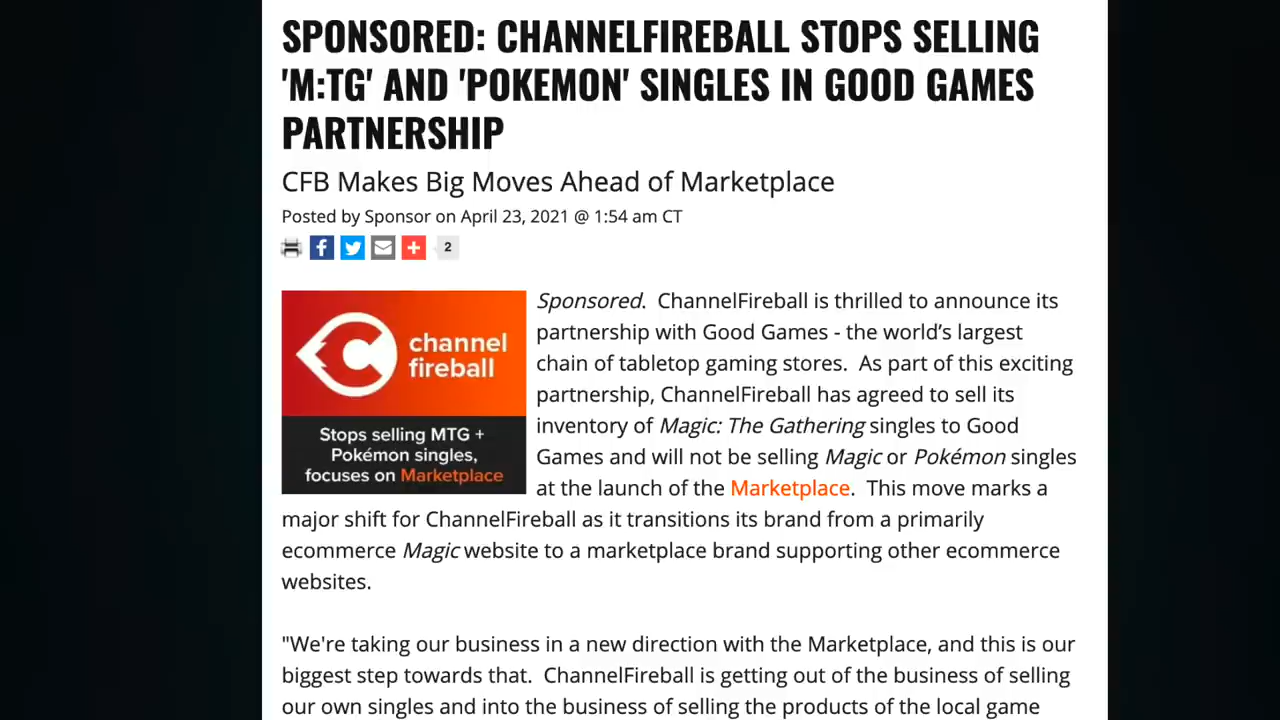 SPONSORED: CHANNELFIREBALL STOPS SELLING
'M:TG' AND 'POKEMON' SINGLES IN GOOD GAMES
PARTNERSHIP
CFB Makes Big Moves Ahead of Marketplace
Posted by Sponsor on April 23, 2021 @ 1:54 am CT
2
channel
fireball
Stops selling MTG +
Pokémon singles,
focuses on Marketplace
Sponsored.  ChannelFireball is thrilled to announce its
partnership with Good Games - the world's largest
chain of tabletop gaming stores.  As part of this exciting
partnership, ChannelFireball has agreed to sell its
inventory of Magic: The Gathering singles to Good
Games and will not be selling Magic or Pokémon singles
at the launch of the Marketplace.  This move marks a
major shift for ChannelFireball as it transitions its brand from a primarily
ecommerce Magic website to a marketplace brand supporting other ecommerce
websites.
"We're taking our business in a new direction with the Marketplace, and this is our
biggest step towards that.  ChannelFireball is getting out of the business of selling
our own singles and into the business of selling the products of the local game